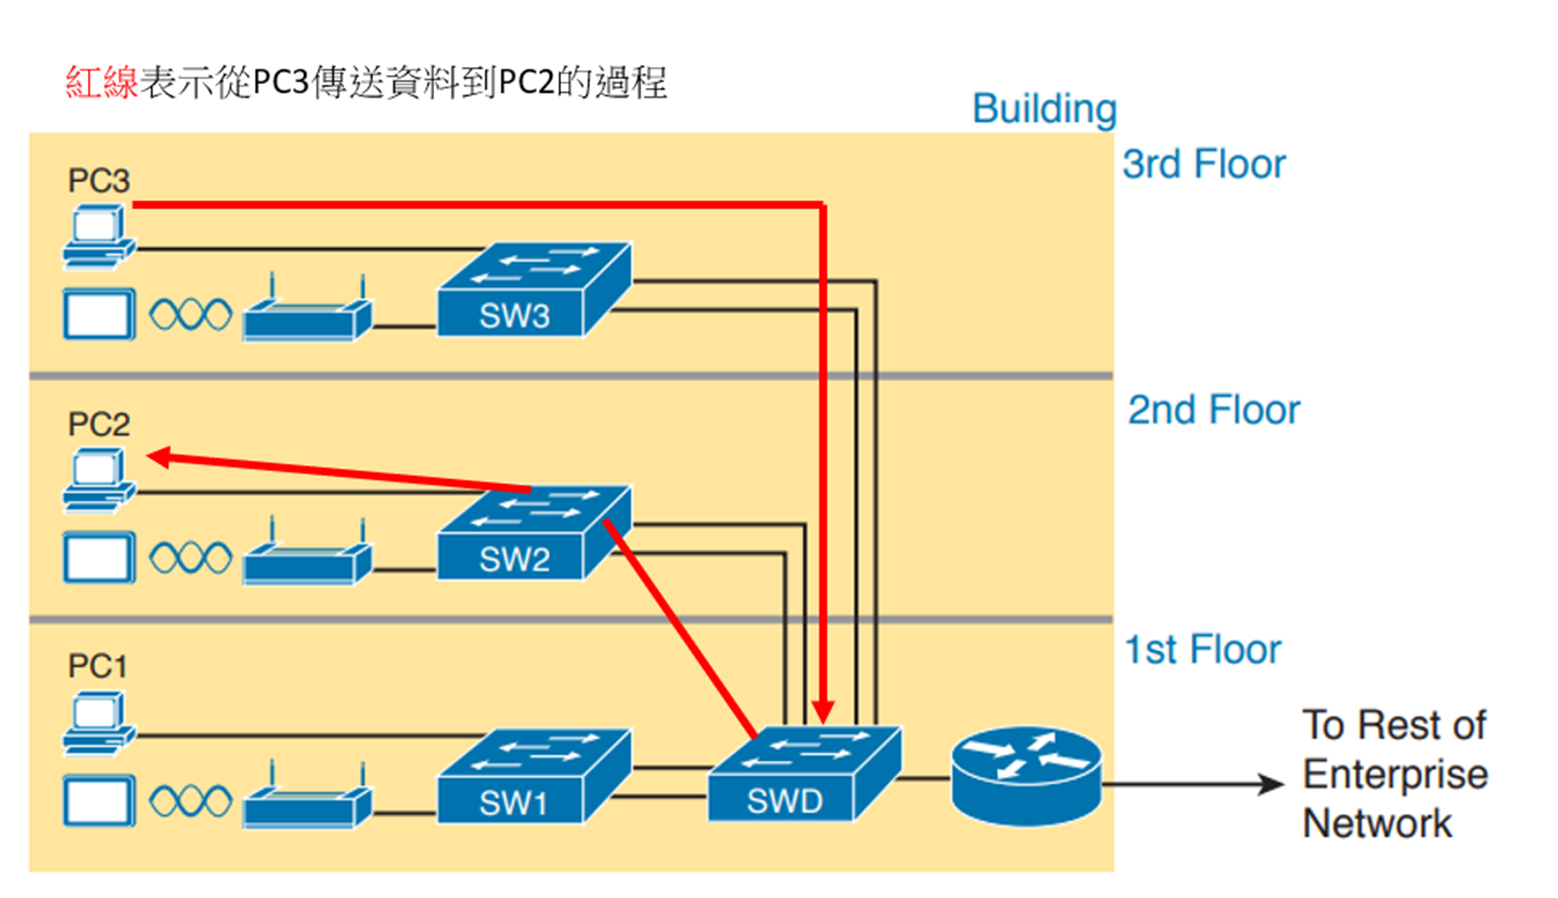 紅線表示從PC3傳送資料到PC2的過程
Building
3rd Floor
PC3
SW3
2nd Floor
PC2
SW2
1st Floor
PC1
SW1
SWD
To Rest of
Enterprise
Network